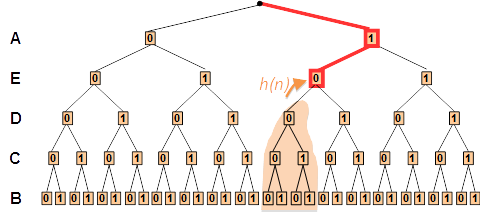 A 0 1
E 0 1 h(n) 0 1
D 0 1 0 1 0 1 0 1
C 0 1 0 1 0 1 0 1 0 1 0 1 0 1 0 1
B 0 1 0 1 0 1 0 1 0 1 0 1 0 1 0 1 0 1 0 1 0 1 0 1 0 1 0 1 0 1 0 1